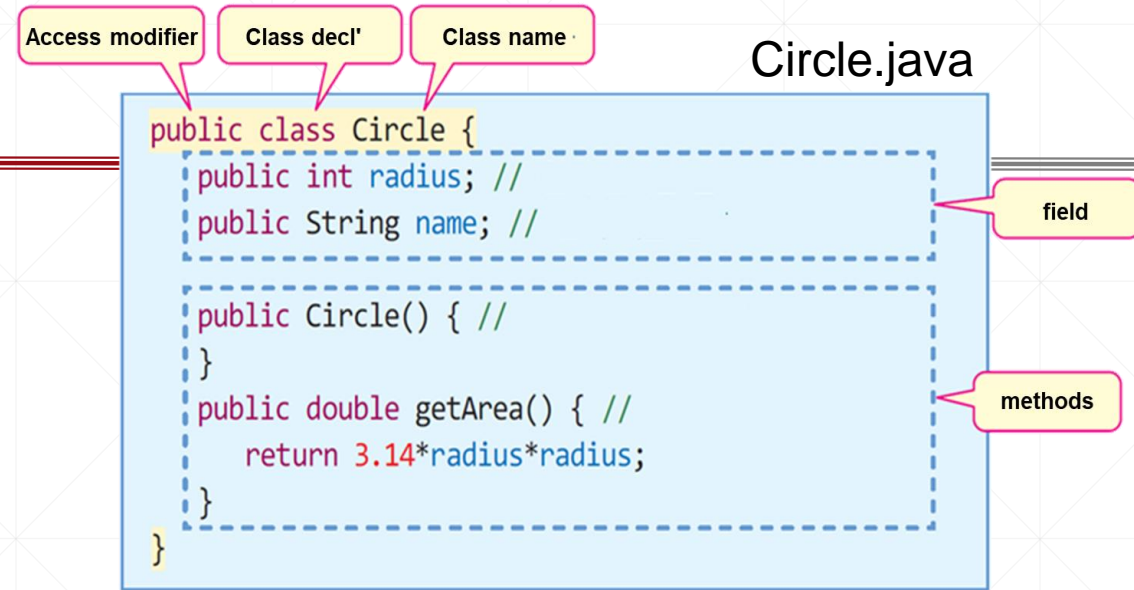 Access modifier
Class decl'
Class name
Circle.java
public class Circle {
public int radius; //
public String name; //
field
public Circle() { //
}
public double getArea() { //
methods
return 3.14*radius*radius;
}
}